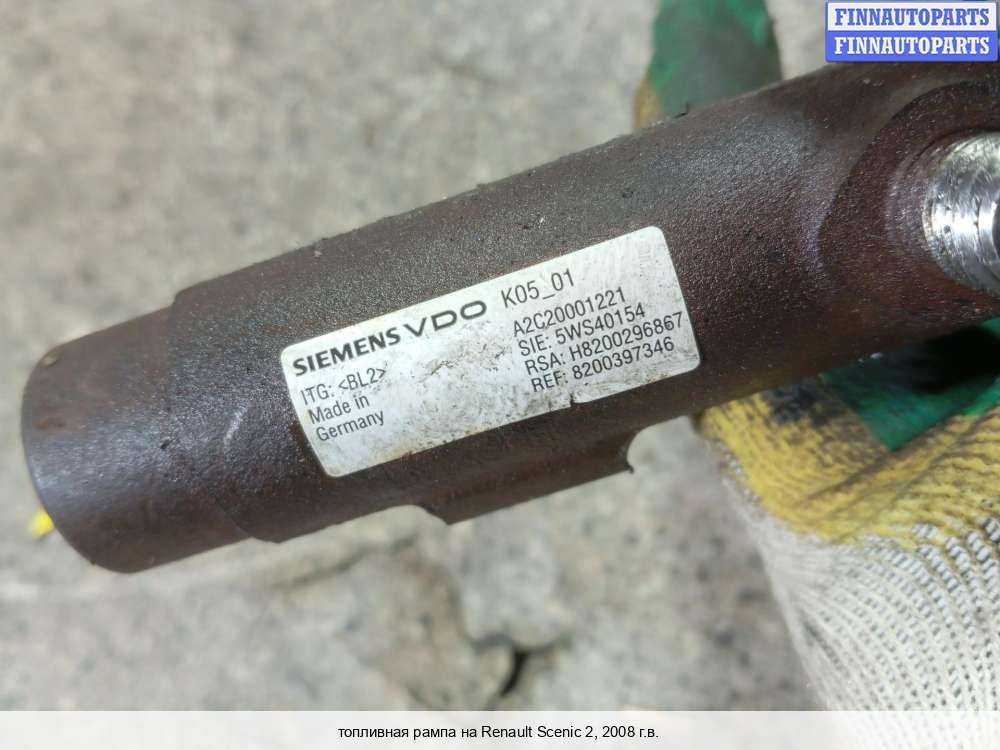 FINNAUTOPARTS
FINNAUTOPARTS
SIEMENS VDO K05_01
A2C20001221
ITG: <BL2> SIE: 5WS40154
Made in RSA: H8200296867
Germany REF: 8200397346
топливная рампа на Renault Scenic 2, 2008 г.в.